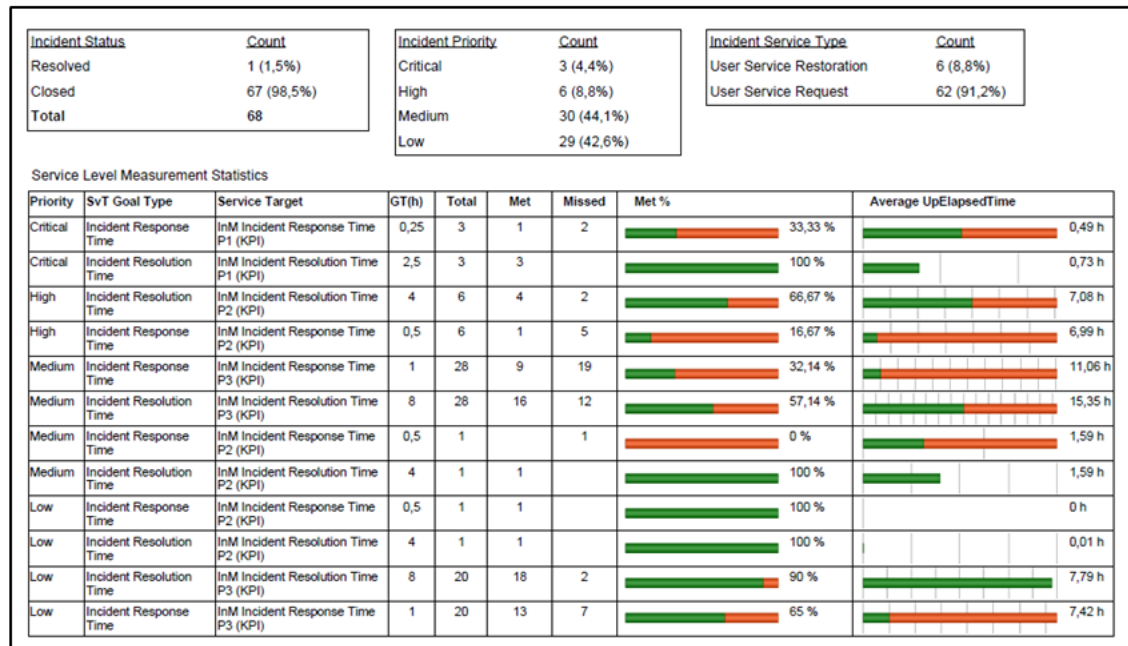 Incident Status Count
Resolved 1 (1,5%)
Closed 67 (98,5%)
Total 68
Incident Priority Count
Critical 3 (4,4%)
High 6 (8,8%)
Medium 30 (44,1%)
Low 29 (42,6%)
Incident Service Type Count
User Service Restoration 6 (8,8%)
User Service Request 62 (91,2%)
Service Level Measurement Statistics
Priority SvT Goal Type Service Target GT(h) Total Met Missed Met % Average UpElapsedTime
Critical Incident Response InM Incident Response Time 0,25 3 1 2 33,33 % 0,49 h
Time P1 (KPI)
Critical Incident Resolution InM Incident Resolution Time 2,5 3 3 100 % 0,73 h
Time P1 (KPI)
High Incident Resolution InM Incident Resolution Time 4 6 4 2 66,67 % 7,08 h
Time P2 (KPI)
High Incident Response InM Incident Response Time 0,5 6 1 5 16,67 % 6,99 h
Time P2 (KPI)
Medium Incident Response InM Incident Response Time 1 28 9 19 32,14 % 11,06 h
Time P3 (KPI)
Medium Incident Resolution InM Incident Resolution Time 8 28 16 12 57,14 % 15,35 h
Time P3 (KPI)
Medium Incident Response InM Incident Response Time 0,5 1 1 0 % 1,59 h
Time P2 (KPI)
Medium Incident Resolution InM Incident Resolution Time 4 1 1 100 % 1,59 h
Time P2 (KPI)
Low Incident Response InM Incident Response Time 0,5 1 1 100 % 0 h
Time P2 (KPI)
Low Incident Resolution InM Incident Resolution Time 4 1 1 100 % 0,01 h
Time P2 (KPI)
Low Incident Resolution InM Incident Resolution Time 8 20 18 2 90 % 7,79 h
Time P3 (KPI)
Low Incident Response InM Incident Response Time 1 20 13 7 65 % 7,42 h
Time P3 (KPI)